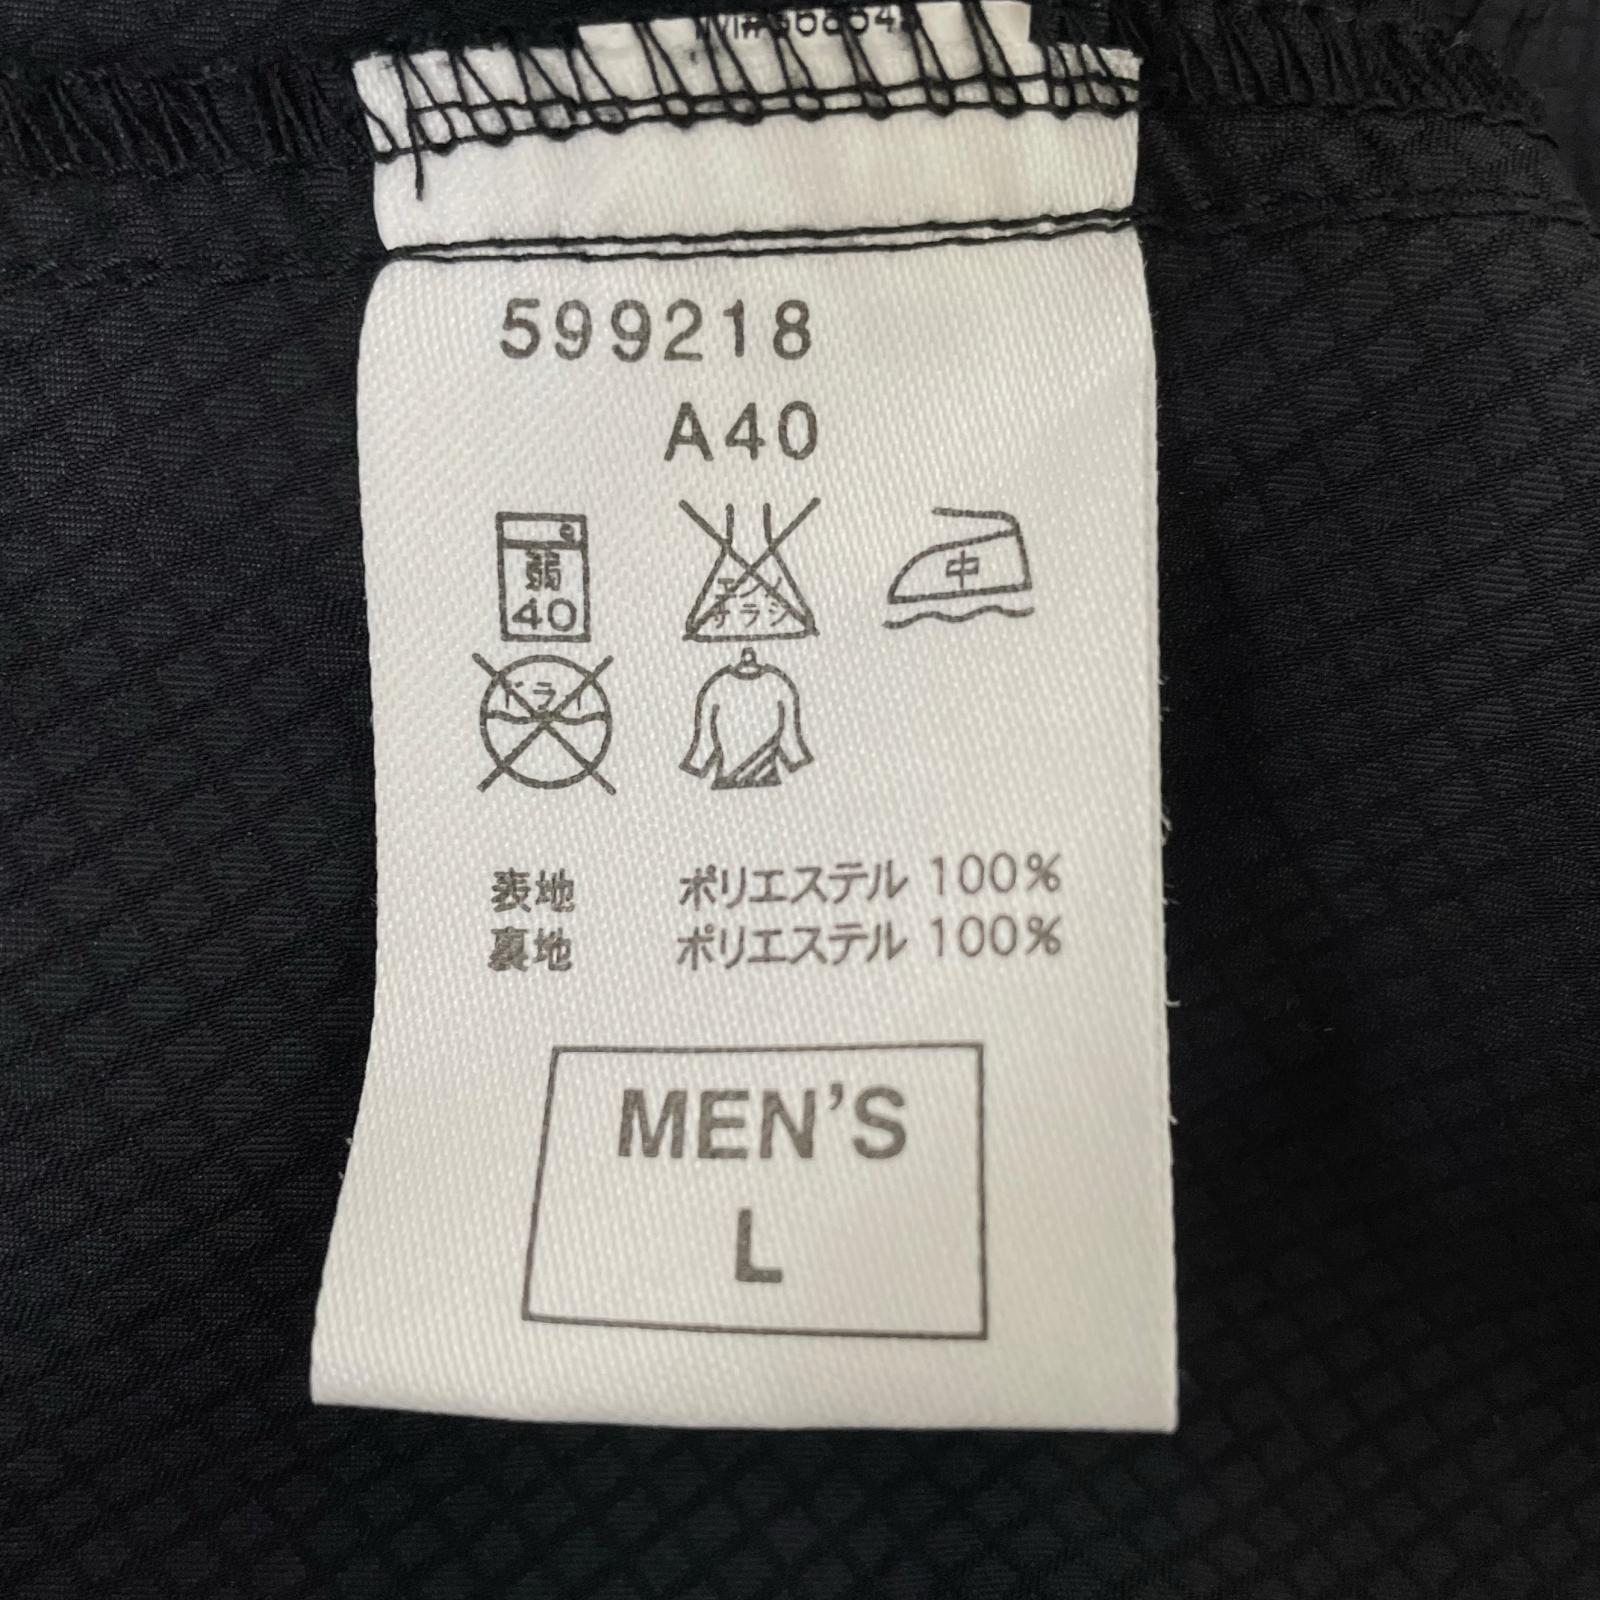 599218
A40
弱
40
エンソ
サラシ
中
ドライ
表地 ポリエステル 100%
裏地 ポリエステル 100%
MEN'S
L